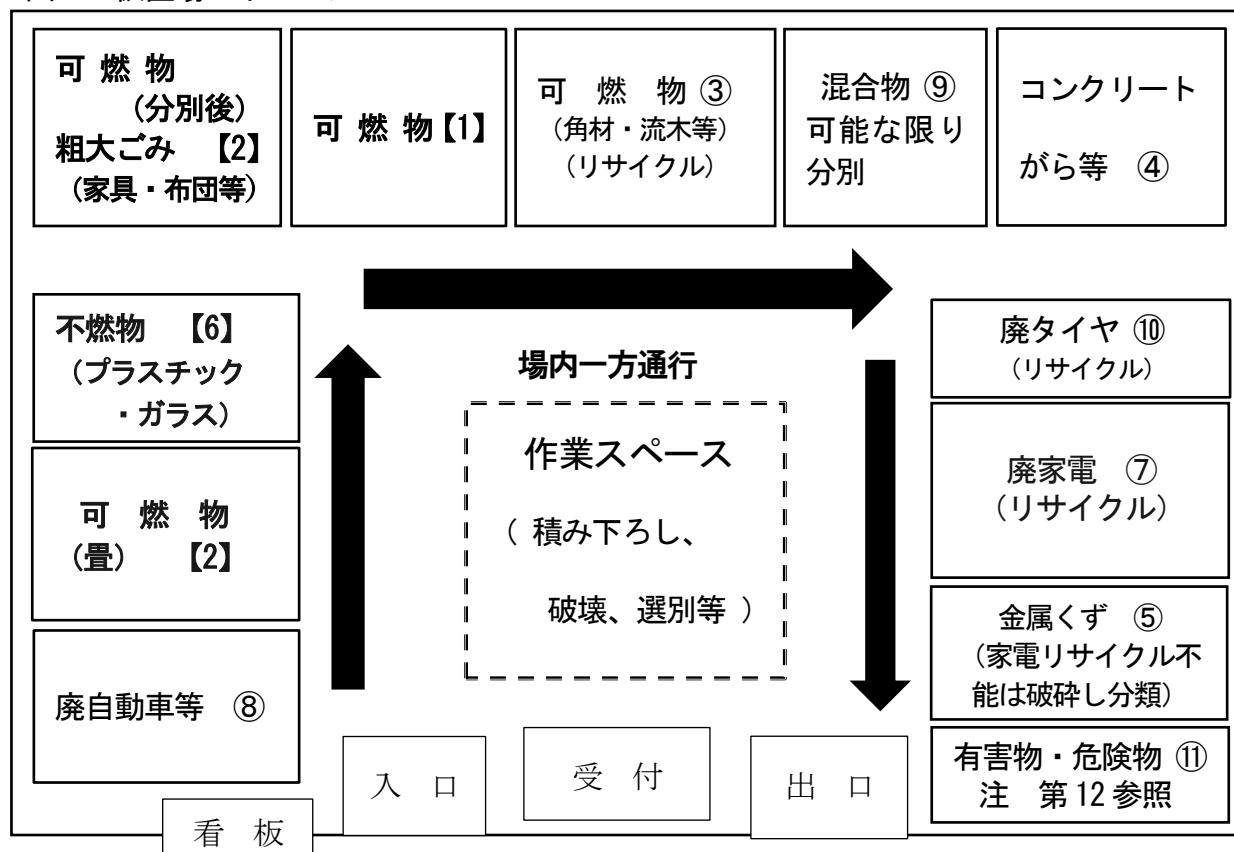 可 燃 物
(分別後)
粗大ごみ 【2】
(家具・布団等)
可 燃 物【1】
可 燃 物 ③
(角材・流木等)
(リサイクル)
混合物 ⑨
可能な限り
分別
コンクリート
がら等 ④
不燃物 【6】
(プラスチック
・ガラス)
可 燃 物
(畳) 【2】
廃自動車等 ⑧
場内一方通行
作業スペース
( 積み下ろし、
破壊、選別等 )
廃タイヤ ⑩
(リサイクル)
廃家電 ⑦
(リサイクル)
金属くず ⑤
(家電リサイクル不
能は破砕し分類)
有害物・危険物 ⑪
注 第12参照
入 口
受 付
出 口
看 板